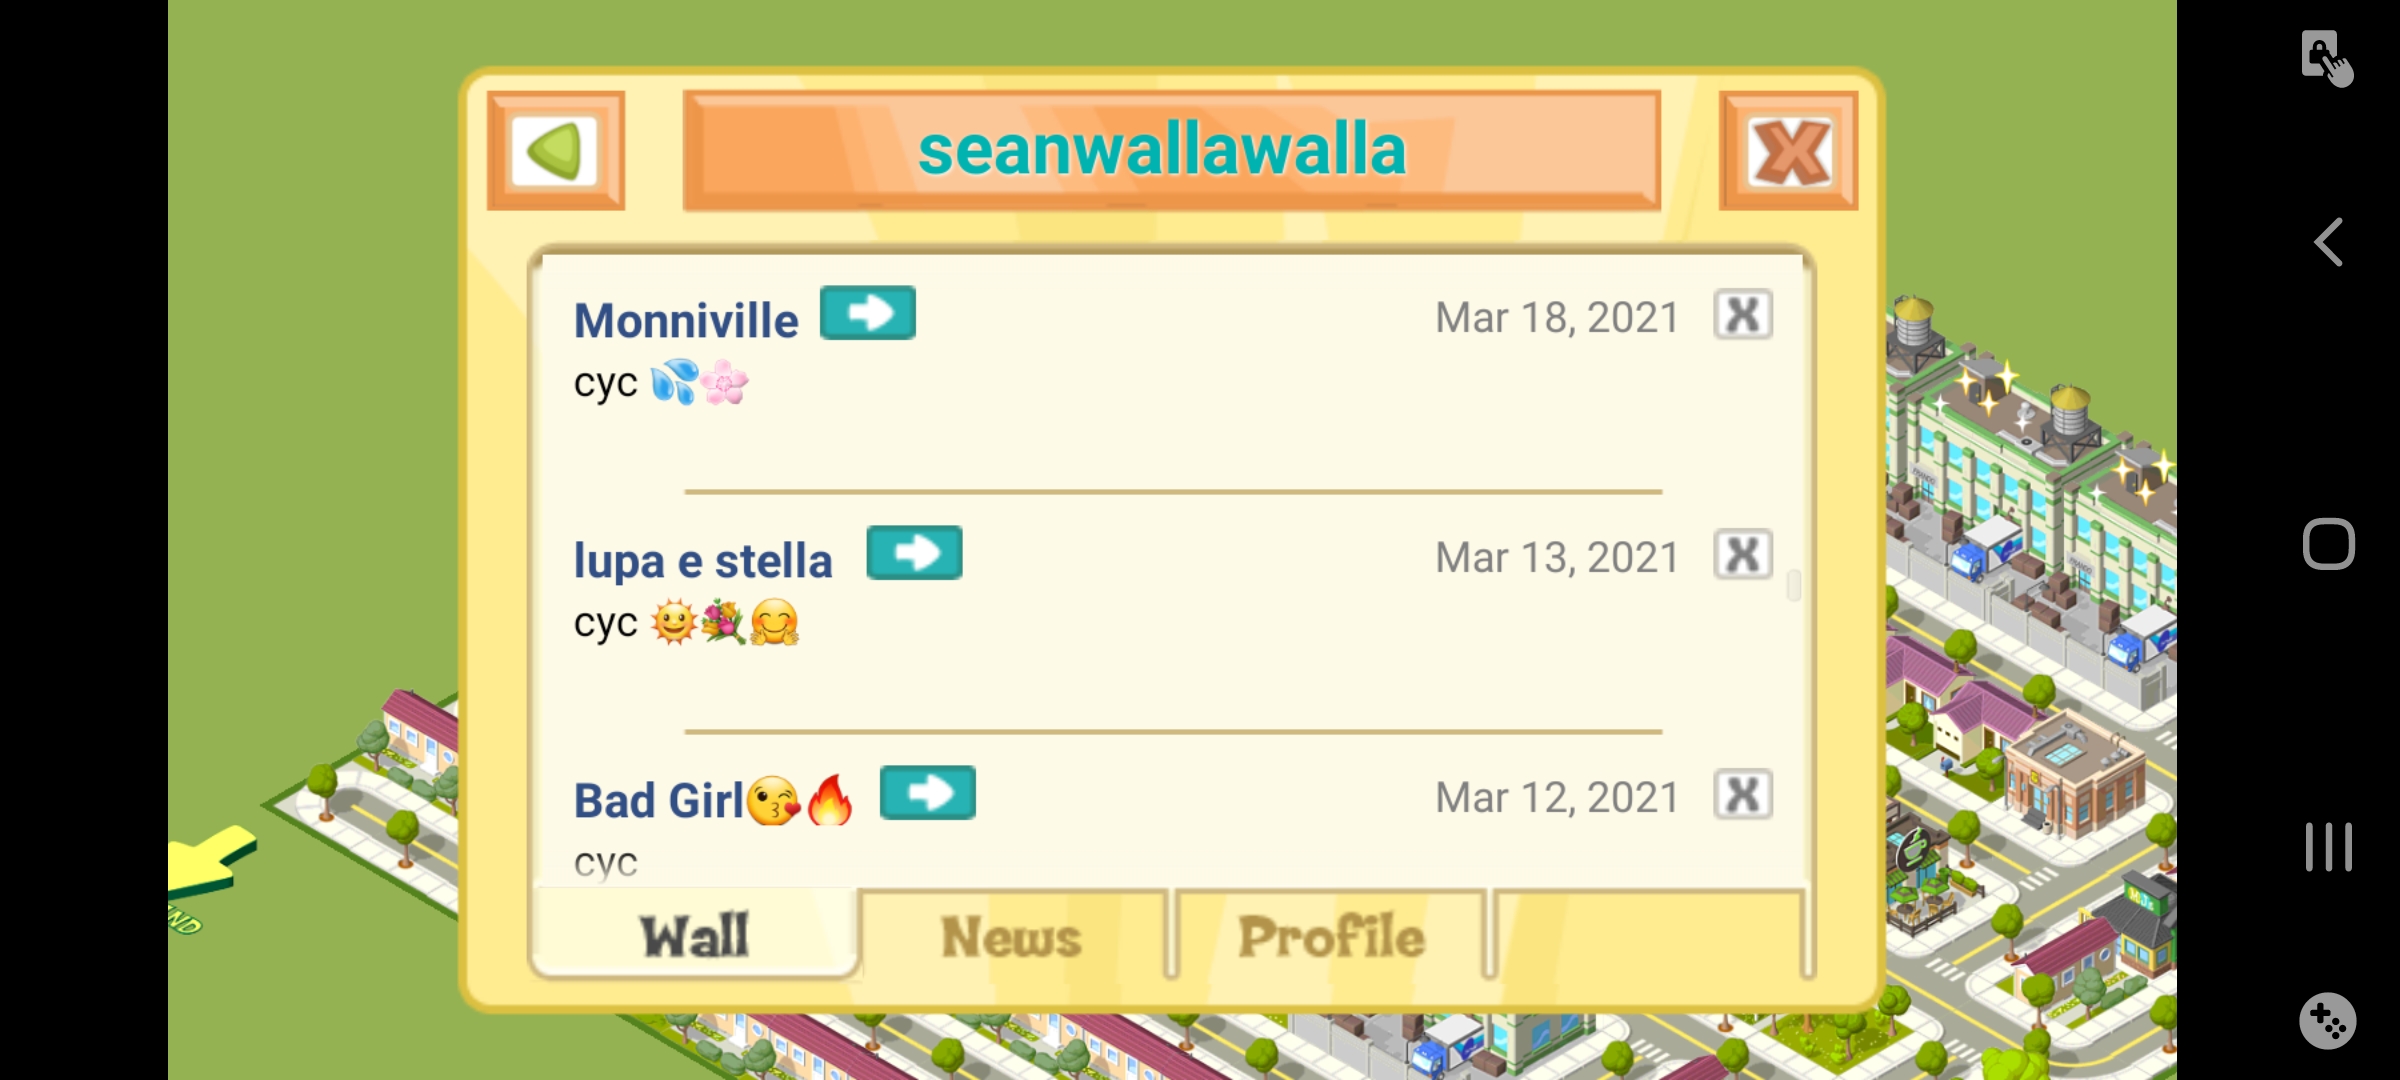 seanwallawalla
Monniville
Mar 18, 2021
cyc 💦🌸
lupa e stella
Mar 13, 2021
cyc 🌞💐🤗
Bad Girl😘🔥
Mar 12, 2021
cyc
Wall
News
Profile